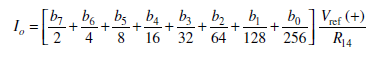 I_o = [b_7/2 + b_6/4 + b_5/8 + b_4/16 + b_3/32 + b_2/64 + b_1/128 + b_0/256] V_ref (+)/R_14